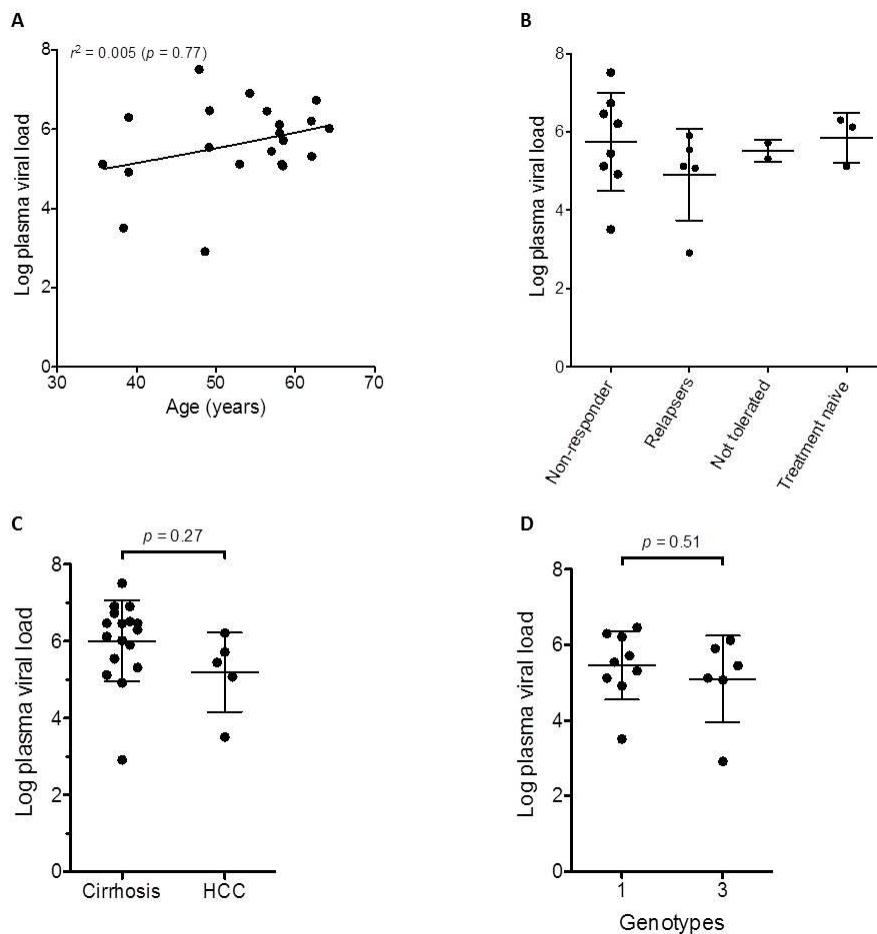 A
r² = 0.005 (p = 0.77)
8
6
4
2
0
30 40 50 60 70
Log plasma viral load
Age (years)
B
8
6
4
2
0
Log plasma viral load
Non-responder
Relapsers
Not tolerated
Treatment naive
C
p = 0.27
8
6
4
2
0
Log plasma viral load
Cirrhosis HCC
D
p = 0.51
8
6
4
2
0
Log plasma viral load
1 3
Genotypes